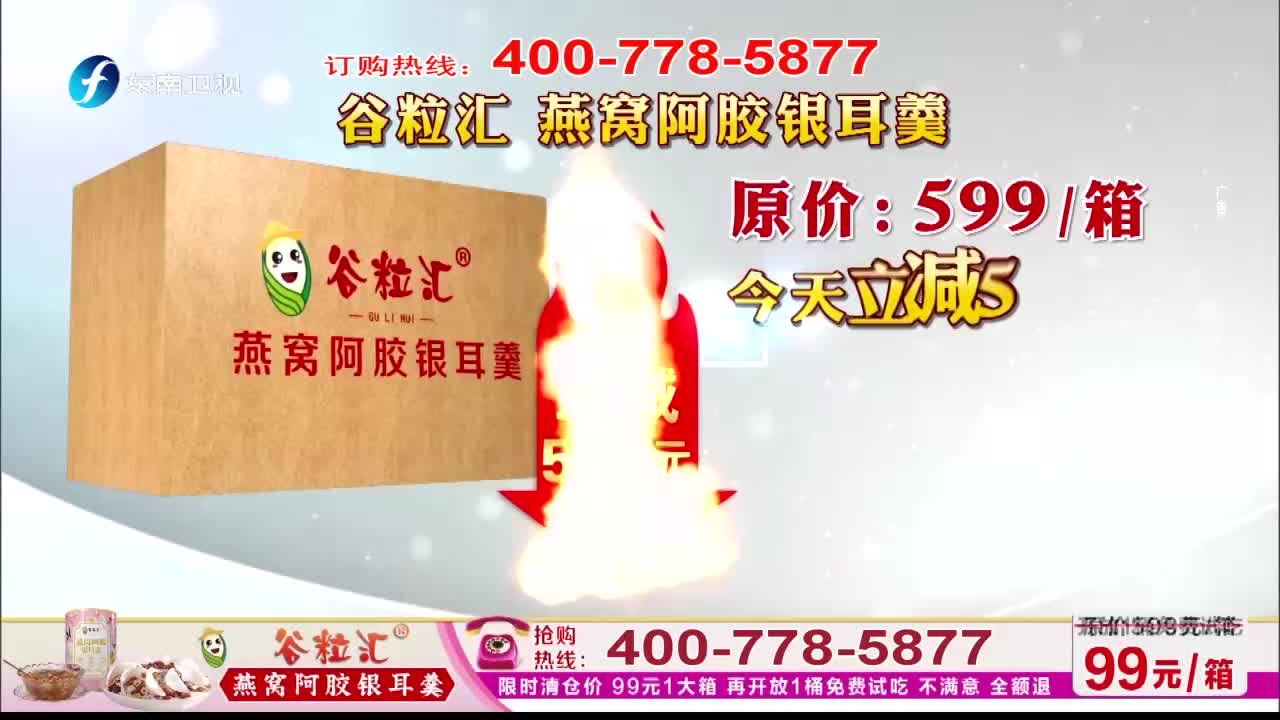 东南卫视
订购热线：400-778-5877
谷粒汇 燕窝阿胶银耳羹
原价：599/箱
广告
今天立减5
谷粒汇®
GU LI HUI
燕窝阿胶银耳羹
5
元
谷粒汇®
燕窝阿胶银耳羹
抢购热线：400-778-5877
限时清仓价 99元1大箱 再开放1桶免费试吃 不满意 全额退
99元/箱